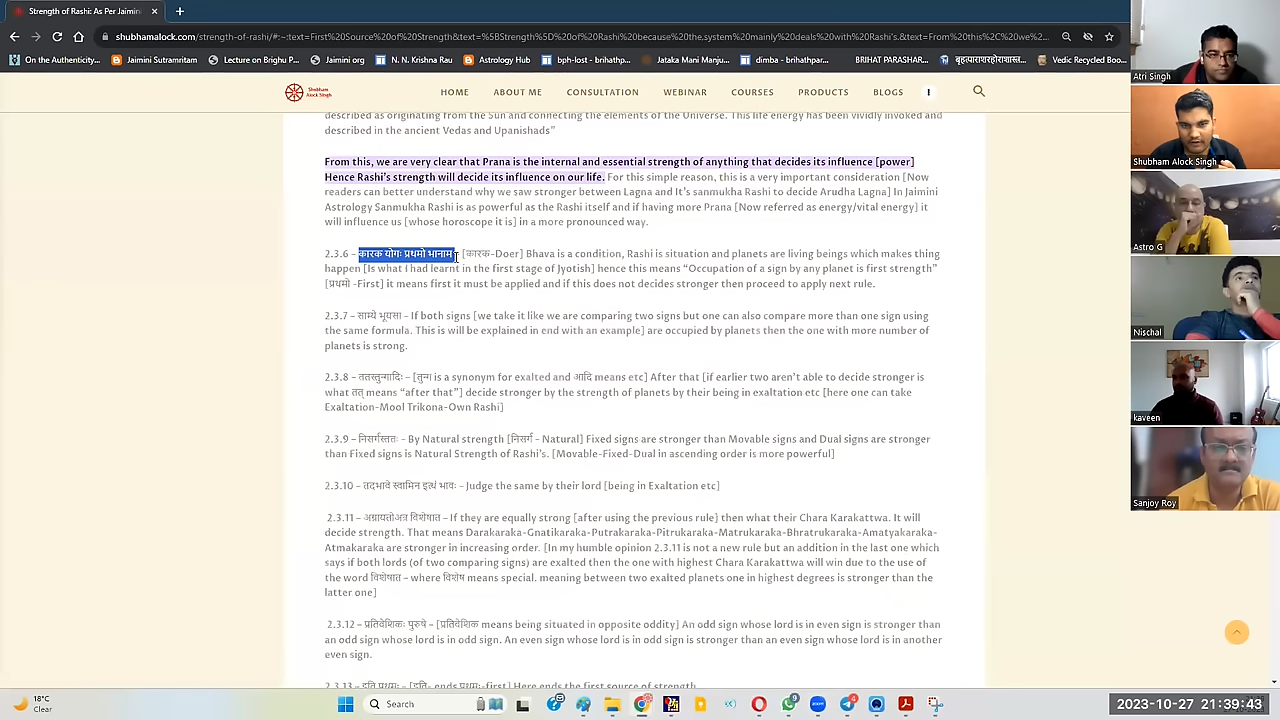 Strength of Rashi As Per Jaimin
shubhamalock.com/strength-of-rashi/#:~:text=First%20Source%20of%20Strength&text=%5BStrength%5D%20of%20Rashi%20because%20the%20system%20mainly%20deals%20with%20Rashi's.&text=From%20this%2C%20we%20...
On the Authenticity...
Jaimini Sutramritam
Lecture on Brighu P...
Jaimini org
N. N. Krishna Rau
AstrologyHub
bph-lost - brihathp...
Jataka Mani Manju...
dimbm - brihathpar...
BRIHAT PARASHAR...
Vedic Recycled Boo...
Shubham
Alock Singh
HOME
ABOUT ME
CONSULTATION
WEBINAR
COURSES
PRODUCTS
BLOGS
described as originating from the Sun and connecting the elements of the Universe. This life energy has been vividly invoked and
described in the ancient Vedas and Upanishads”
From this, we are very clear that Prana is the internal and essential strength of anything that decides its influence [power]
Hence Rashi's strength will decide its influence on our life. For this simple reason, this is a very important consideration [Now
readers can better understand why we saw stronger between Lagna and It's sanmukha Rashi to decide Arudha Lagna] In Jaimini
Astrology Sanmukha Rashi is as powerful as the Rashi itself and if having more Prana [Now referred as energy/vital energy] it
will influence us [whose horoscope it is] in a more pronounced way.
2.3.6 – कारक योगः प्रथमो भानाम – [कारक-Doer] Bhava is a condition, Rashi is situation and planets are living beings which makes thing
happen [Is what I had learnt in the first stage of Jyotish] hence this means “Occupation of a sign by any planet is first strength”
[प्रथमो -First] it means first it must be applied and if this does not decides stronger then proceed to apply next rule.
2.3.7 – साम्ये भूयसा – If both signs [we take it like we are comparing two signs but one can also compare more than one sign using
the same formula. This is will be explained in end with an example] are occupied by planets then the one with more number of
planets is strong.
2.3.8 – ततस्तुन्गादिः – [तुन्ग is a synonym for exalted and आदि means etc] After that [if earlier two aren't able to decide stronger is
what तत् means “after that”] decide stronger by the strength of planets by their being in exaltation etc [here one can take
Exaltation-Mool Trikona-Own Rashi]
2.3.9 – निसर्गस्ततः - By Natural strength [निसर्ग - Natural] Fixed signs are stronger than Movable signs and Dual signs are stronger
than Fixed signs is Natural Strength of Rashi's. [Movable-Fixed-Dual in ascending order is more powerful]
2.3.10 – तदभावे स्वामिन इत्थं भावः - Judge the same by their lord [being in Exaltation etc]
2.3.11 – अग्रायतोअत्र विशेषात – If they are equally strong [after using the previous rule] then what their Chara Karakattwa. It will
decide strength. That means Darakaraka-Gnatikaraka-Putrakaraka-Pitrukaraka-Matrukaraka-Bhratrukaraka-Amatyakaraka-
Atmakaraka are stronger in increasing order. [In my humble opinion 2.3.11 is not a new rule but an addition in the last one which
says if both lords (of two comparing signs) are exalted then the one with highest Chara Karakattwa will win due to the use of
the word विशेषात – where विशेष means special. meaning between two exalted planets one in highest degrees is stronger than the
latter one]
2.3.12 – प्रतिवेशिकः पुरुषे – [प्रतिवेशिक means being situated in opposite oddity] An odd sign whose lord is in even sign is stronger than
an odd sign whose lord is in odd sign. An even sign whose lord is in odd sign is stronger than an even sign whose lord is in another
even sign.
2.3.13 – इति प्रथमः – [इति- ends प्रथमः-first] Here ends the first source of strength
Atri Singh
Shubham Alock Singh
Astro G
Nischal
kaveen
Sanjoy Roy
18°C
Clear
Search
2023-10-27 21:39:43